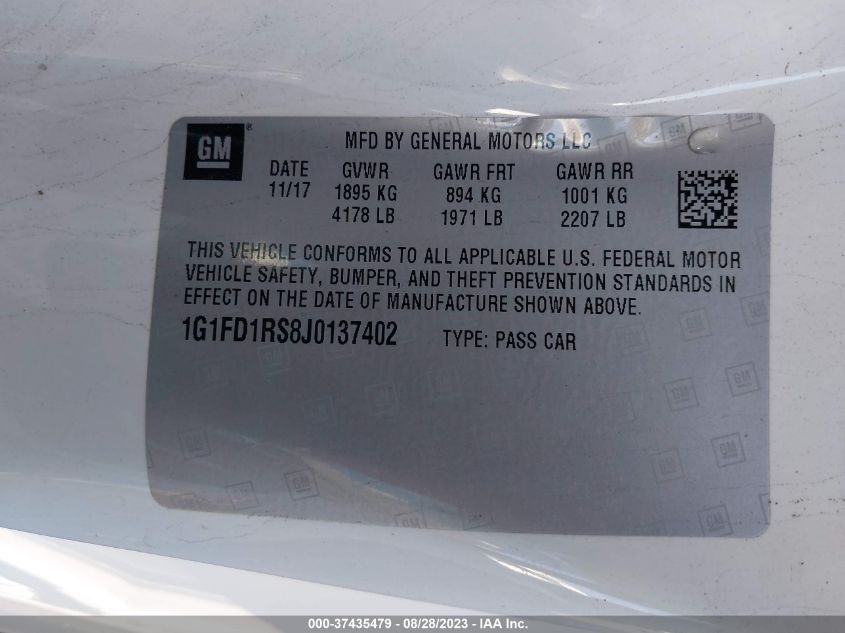 GM®
MFD BY GENERAL MOTORS LLC
DATE GVWR GAWR FRT GAWR RR
11/17 1895 KG 894 KG 1001 KG
4178 LB 1971 LB 2207 LB
THIS VEHICLE CONFORMS TO ALL APPLICABLE U.S. FEDERAL MOTOR
VEHICLE SAFETY, BUMPER, AND THEFT PREVENTION STANDARDS IN
EFFECT ON THE DATE OF MANUFACTURE SHOWN ABOVE.
1G1FD1RS8J0137402 TYPE: PASS CAR
000-37435479 - 08/28/2023 - IAA Inc.